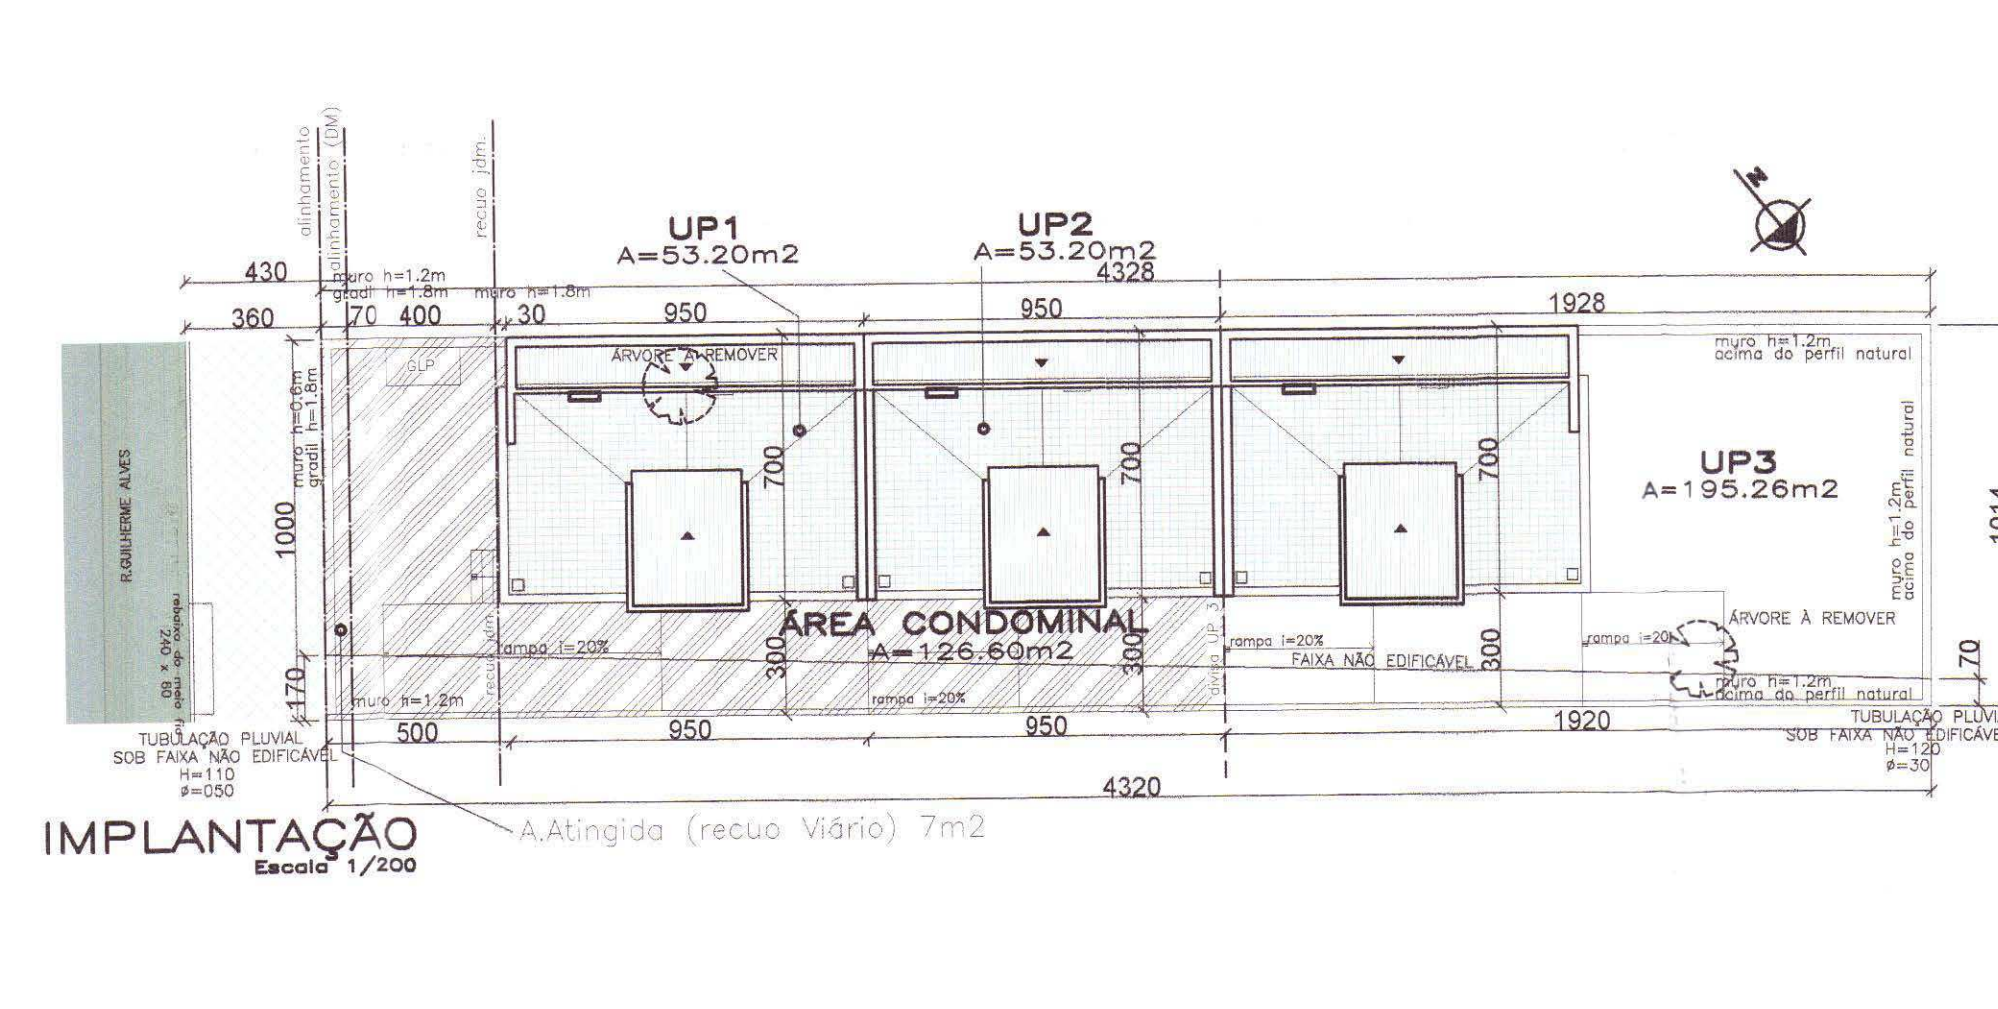 alinhamento
alinhamento (DM)
recuo jdm.
N
UP1
A=53.20m2
UP2
A=53.20m2
430
muro h=1.2m
gradil h=1.8m
muro h=1.8m
4328
360
70
400
30
950
950
1928
GLP
ÁRVORE À REMOVER
muro h=1.2m
acima do perfil natural
muro h=0.6m
gradil h=1.8m
R.GUILHERME ALVES
1000
700
700
700
UP3
A=195.26m2
muro h=1.2m
acima do perfil natural
1014
rebaixo do meio fio
240 x 60
ÁREA CONDOMINAL
A=126.60m2
recuo jdm.
rampa i=20%
300
300
divisa UP 3
rampa i=20%
FAIXA NÃO EDIFICÁVEL
300
rampa i=20%
ÁRVORE À REMOVER
70
170
muro h=1.2m
rampa i=20%
muro h=1.2m
acima do perfil natural
500
950
950
1920
TUBULAÇÃO PLUVIAL
SOB FAIXA NÃO EDIFICÁVEL
H=110
ø=050
TUBULAÇÃO PLUVI
SOB FAIXA NÃO EDIFICÁVE
H=120
ø=30
4320
IMPLANTAÇÃO
Escala 1/200
A.Atingida (recuo Viário) 7m2